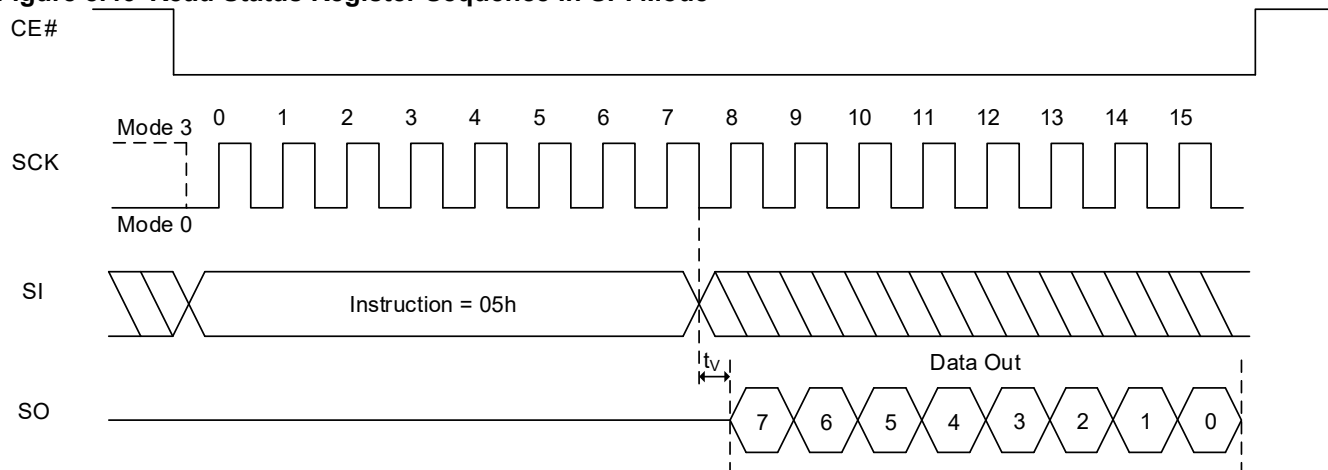 CE#
Mode 3
0 1 2 3 4 5 6 7 8 9 10 11 12 13 14 15
SCK
Mode 0
SI
Instruction = 05h
tV
Data Out
SO
7 6 5 4 3 2 1 0